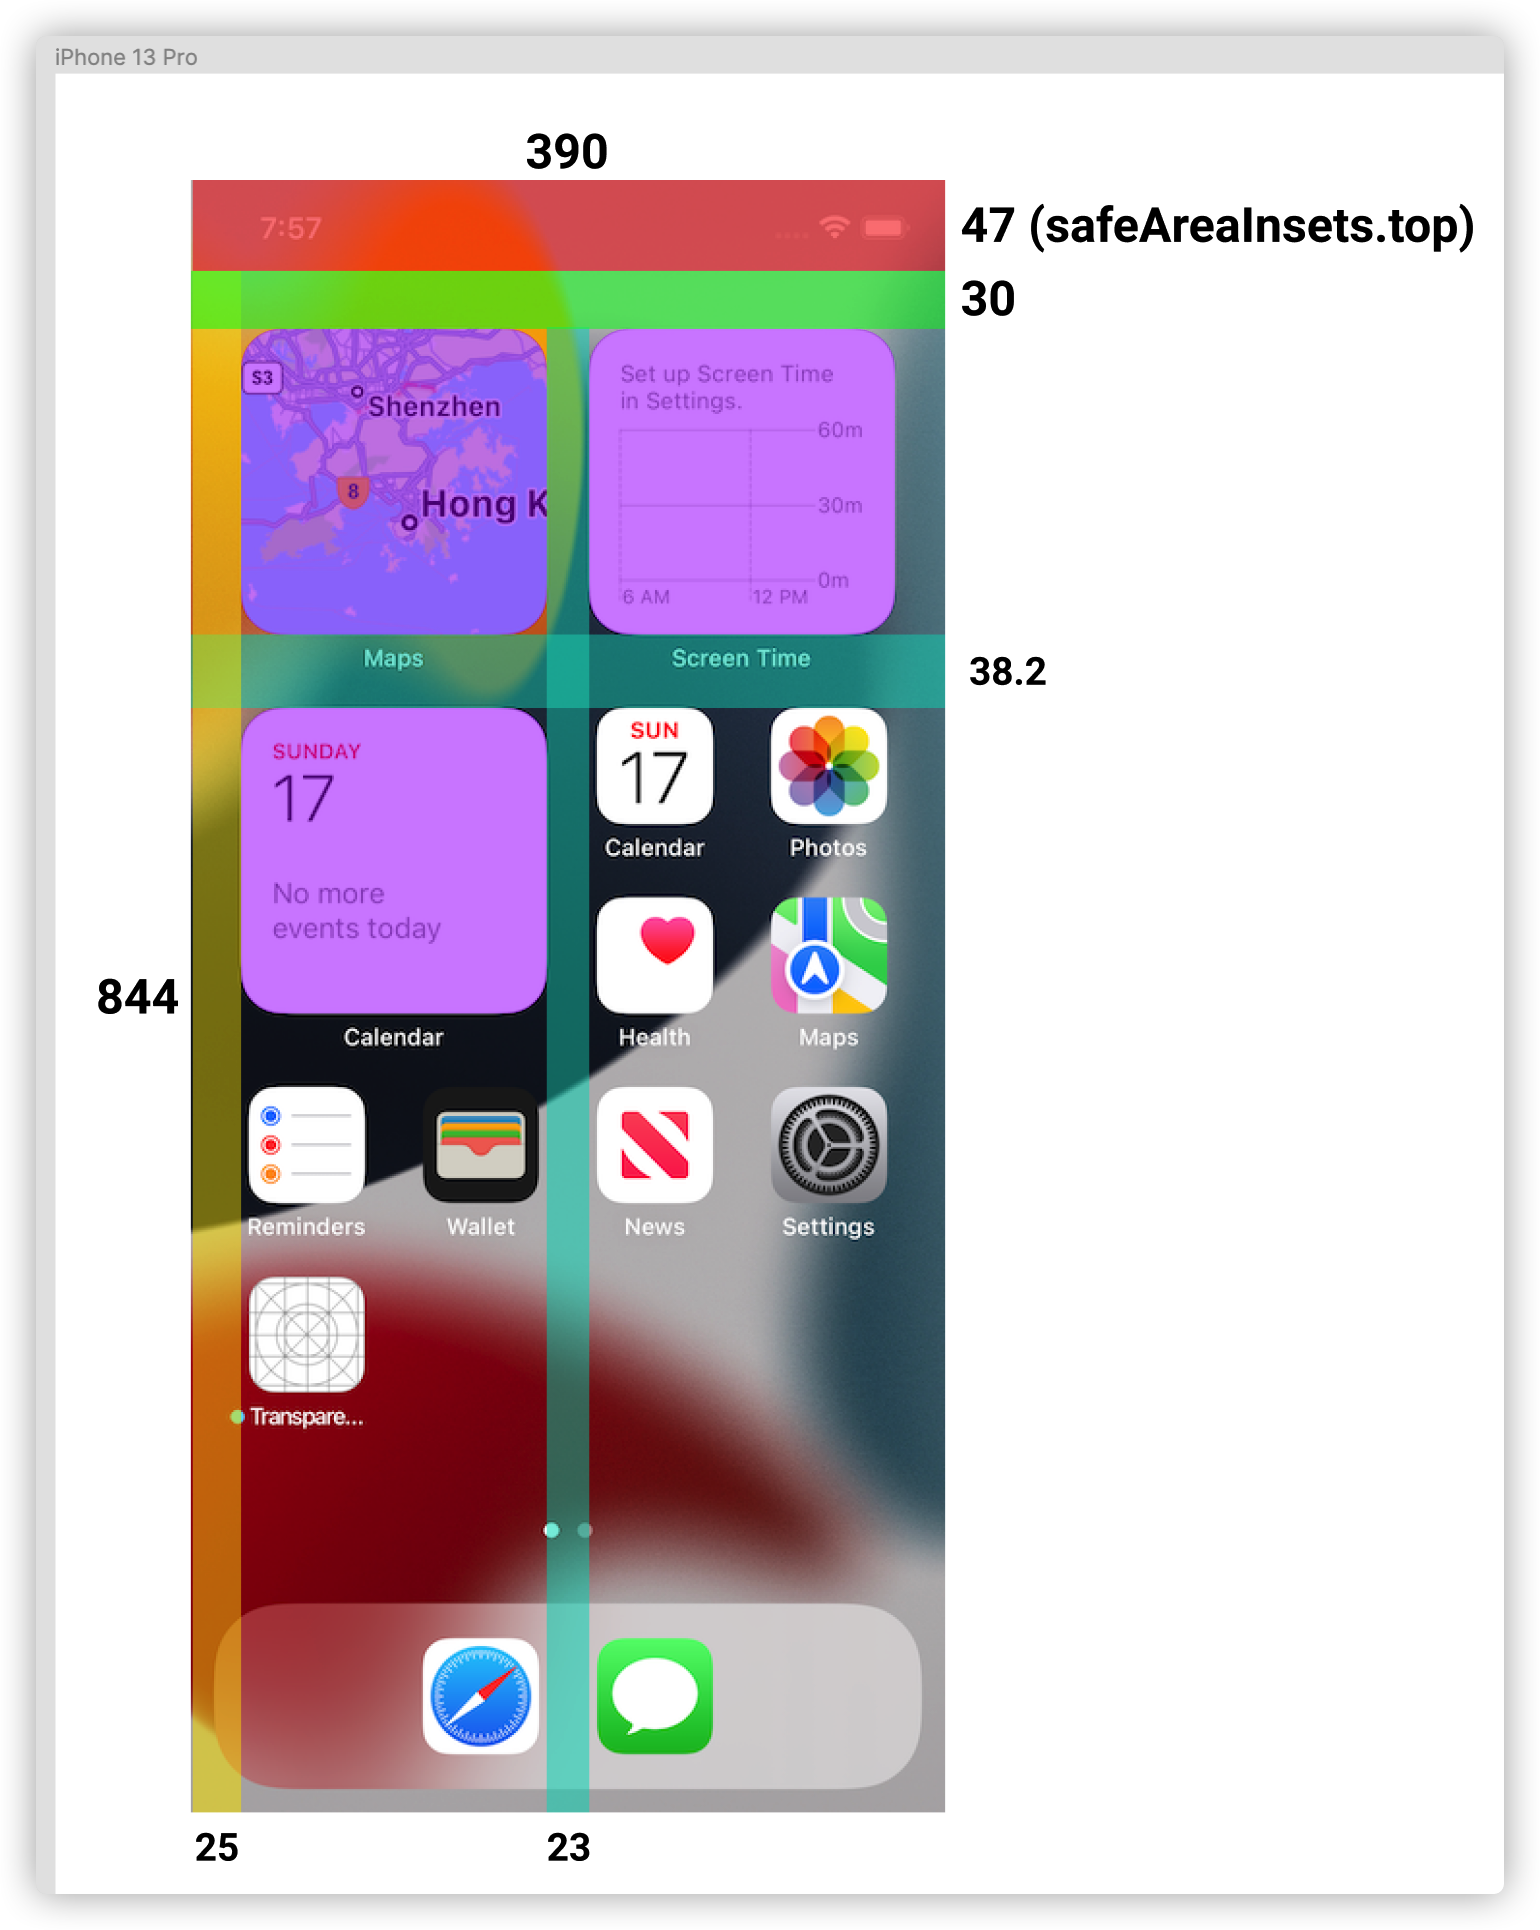 iPhone 13 Pro
390
7:57
47 (safeAreaInsets.top)
30
S3
Shenzhen
8
Hong K
Set up Screen Time
in Settings.
60m
30m
0m
6 AM
12 PM
Maps
Screen Time
38.2
SUNDAY
17
No more
events today
SUN
17
Calendar
Photos
844
Calendar
Health
Maps
Reminders
Wallet
News
Settings
Transpare...
25
23